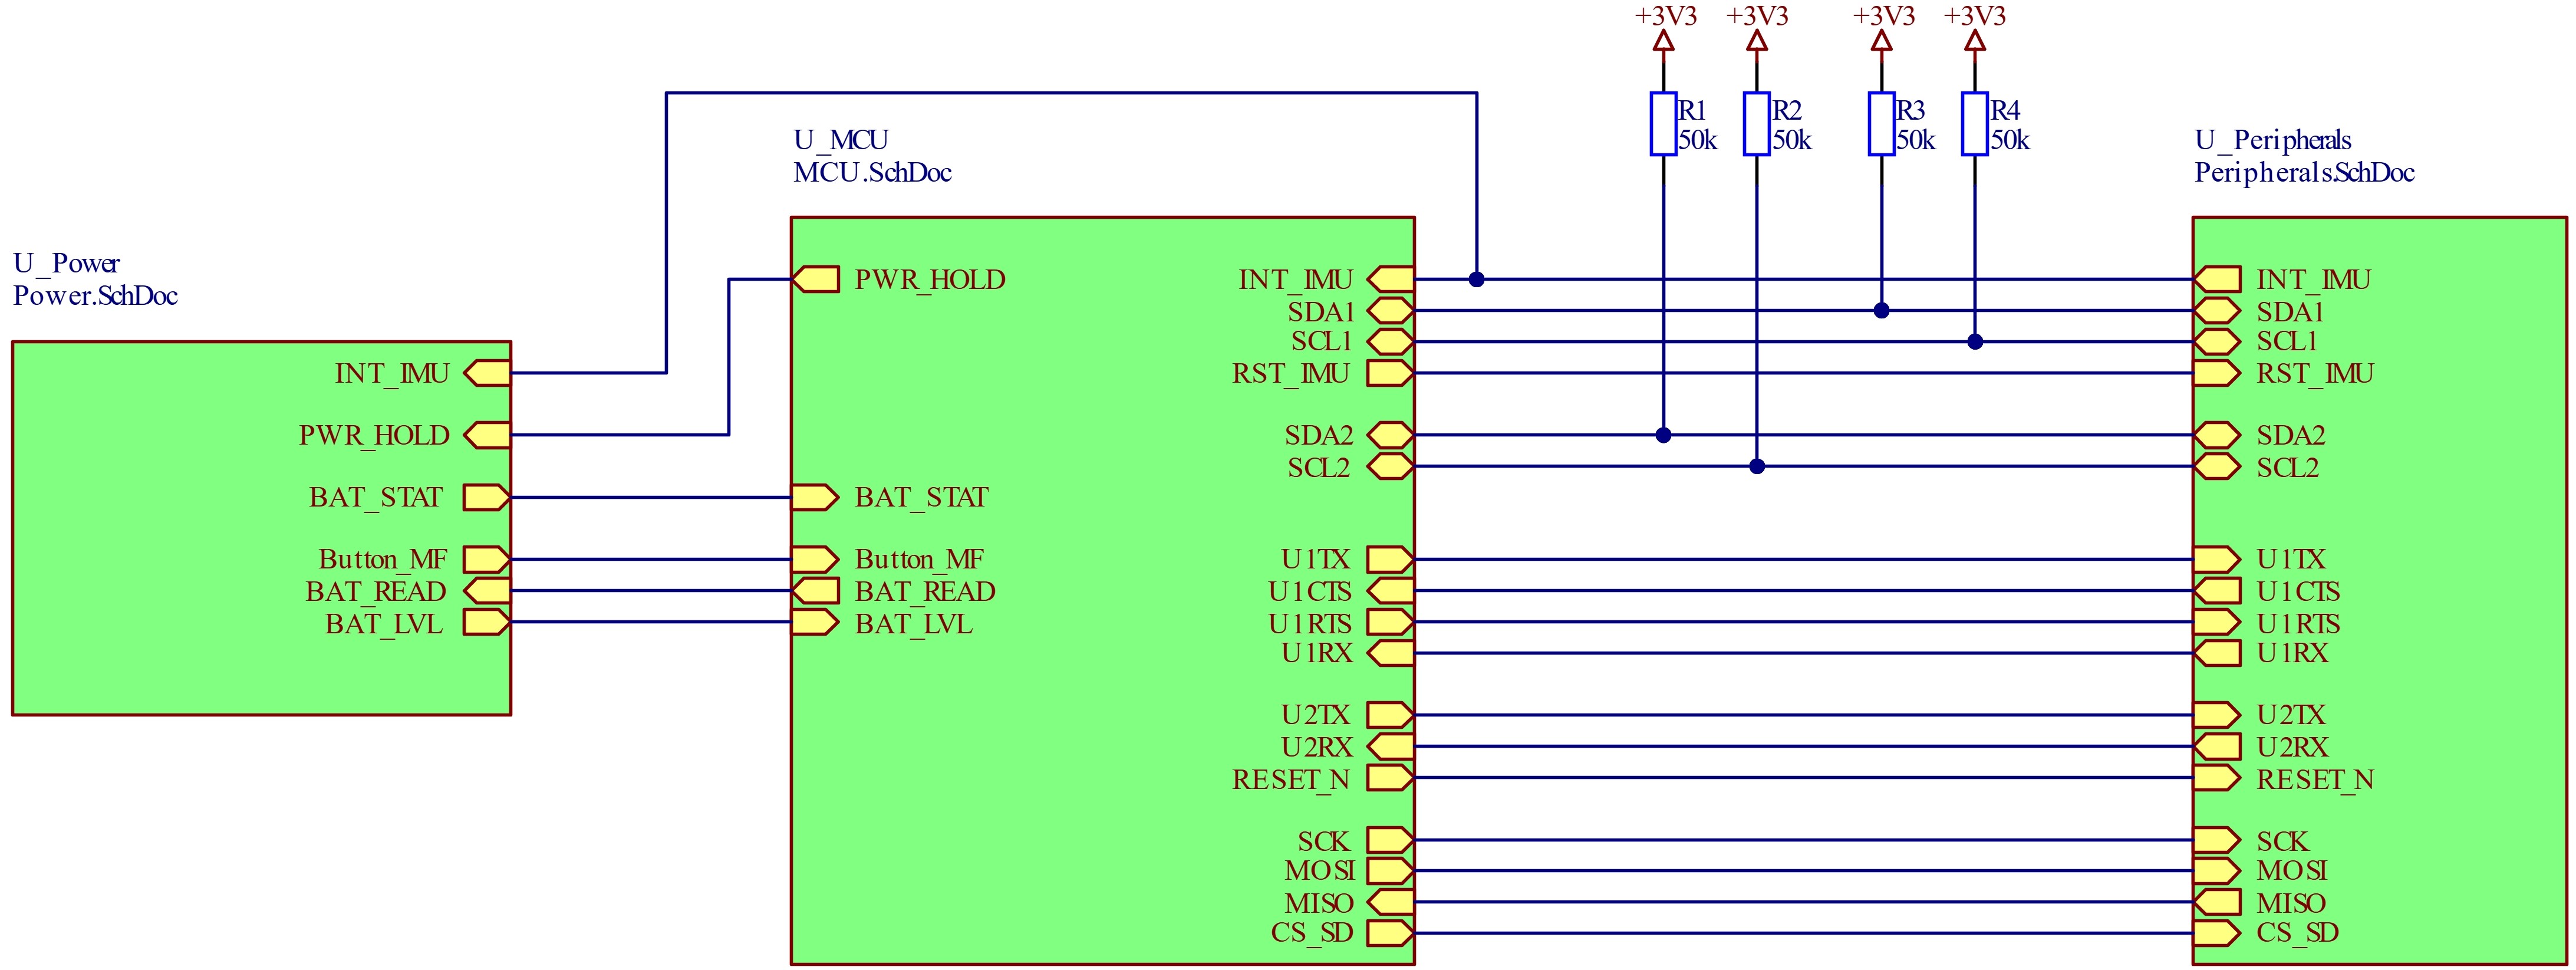 +3V3 +3V3 +3V3 +3V3
R1 R2 R3 R4
50k 50k 50k 50k
U_Power
Power.SchDoc
INT_IMU
PWR_HOLD
BAT_STAT
Button_MF
BAT_READ
BAT_LVL
U_MCU
MCU.SchDoc
PWR_HOLD
BAT_STAT
Button_MF
BAT_READ
BAT_LVL
INT_IMU
SDA1
SCL1
RST_IMU
SDA2
SCL2
U1TX
U1CTS
U1RTS
U1RX
U2TX
U2RX
RESET_N
SCK
MOSI
MISO
CS_SD
U_Peripherals
Peripherals.SchDoc
INT_IMU
SDA1
SCL1
RST_IMU
SDA2
SCL2
U1TX
U1CTS
U1RTS
U1RX
U2TX
U2RX
RESET_N
SCK
MOSI
MISO
CS_SD